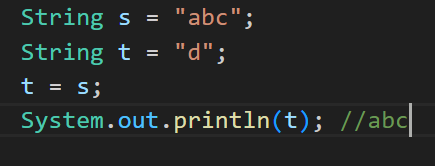 String s = "abc";
String t = "d";
t = s;
System.out.println(t); //abc